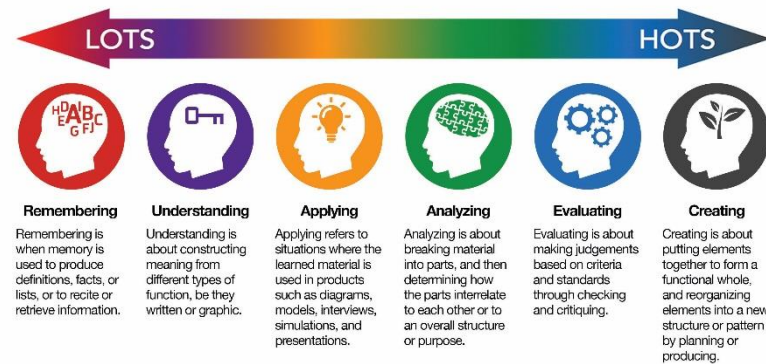 LOTS
HOTS
HDAIBC
E GFJ
Remembering
Remembering is
when memory is
used to produce
definitions, facts, or
lists, or to recite or
retrieve information.
Understanding
Understanding is
about constructing
meaning from
different types of
function, be they
written or graphic.
Applying
Applying refers to
situations where the
learned material is
used in products
such as diagrams,
models, interviews,
simulations, and
presentations.
Analyzing
Analyzing is about
breaking material
into parts, and then
determining how
the parts interrelate
to each other or to
an overall structure
or purpose.
Evaluating
Evaluating is about
making judgements
based on criteria
and standards
through checking
and critiquing.
Creating
Creating is about
putting elements
together to form a
functional whole,
and reorganizing
elements into a new
structure or pattern
by planning or
producing.